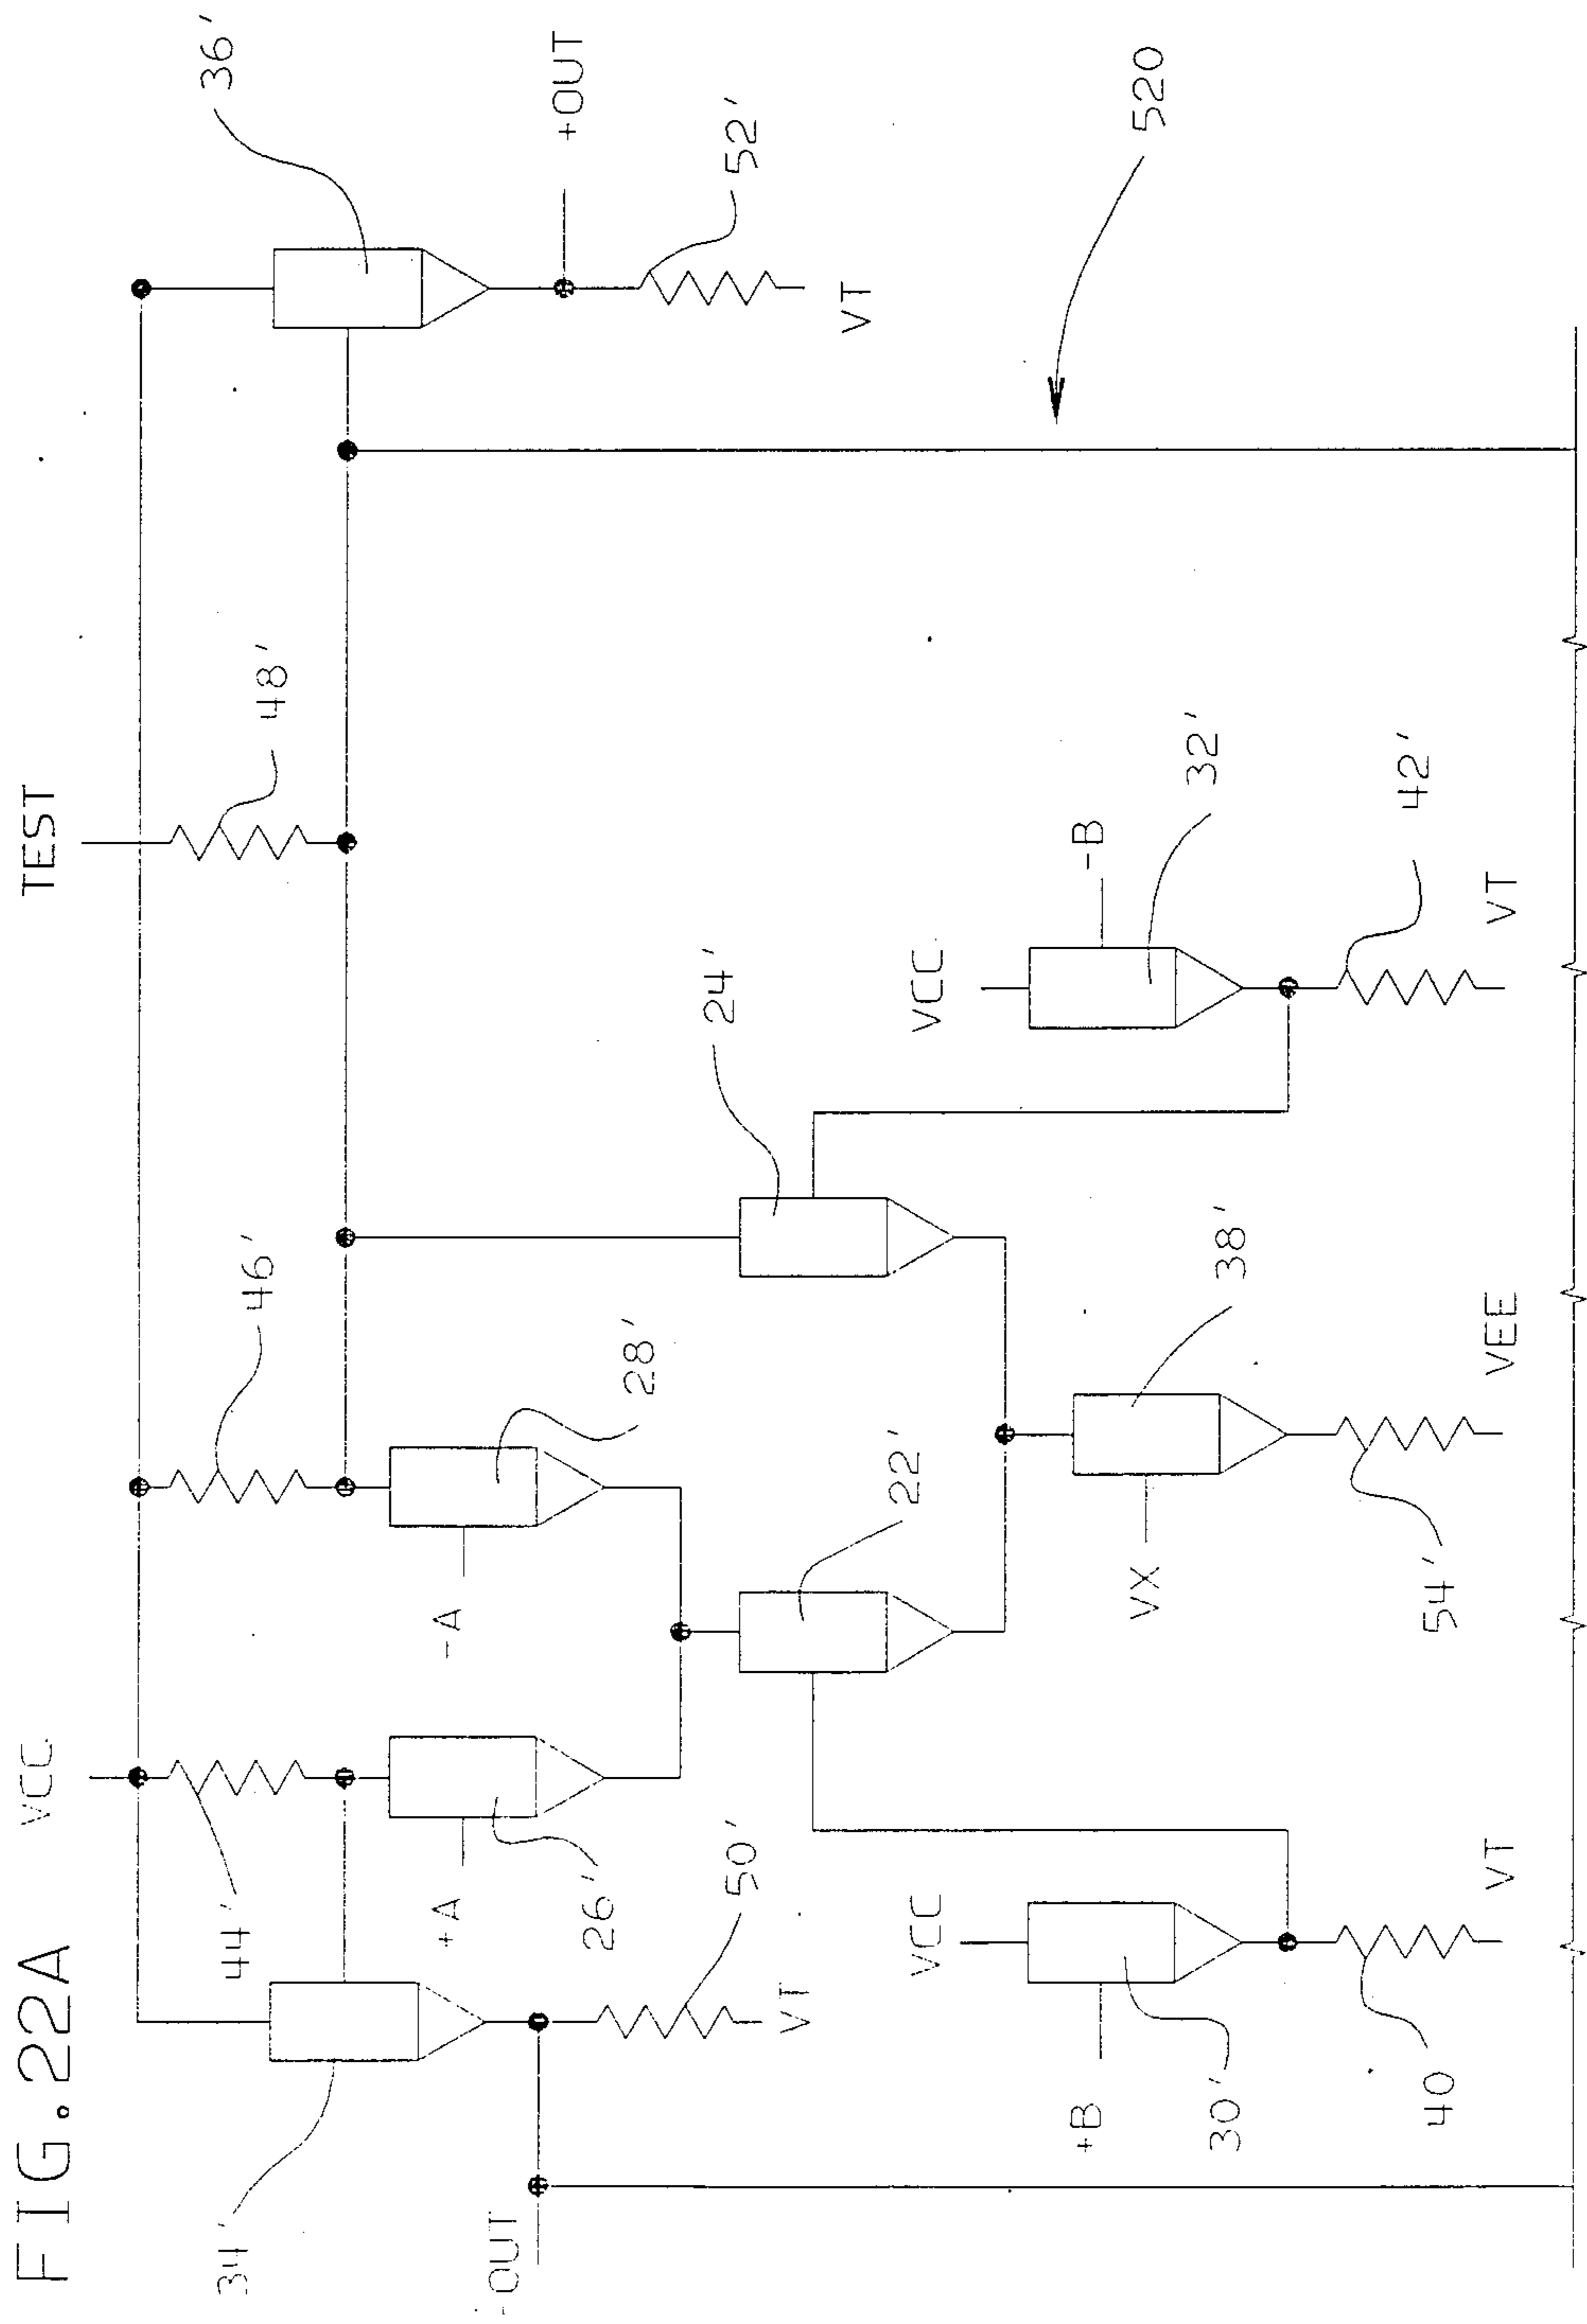 FIG.22A
VCC
TEST
34'
44'
46'
48'
36'
-OUT
+A
26'
-A
28'
24'
+OUT
50'
VT
22'
52'
VT
+B
VCC
30'
40
VT
VX
38'
54'
VEE
VCC
-B
32'
42'
VT
520